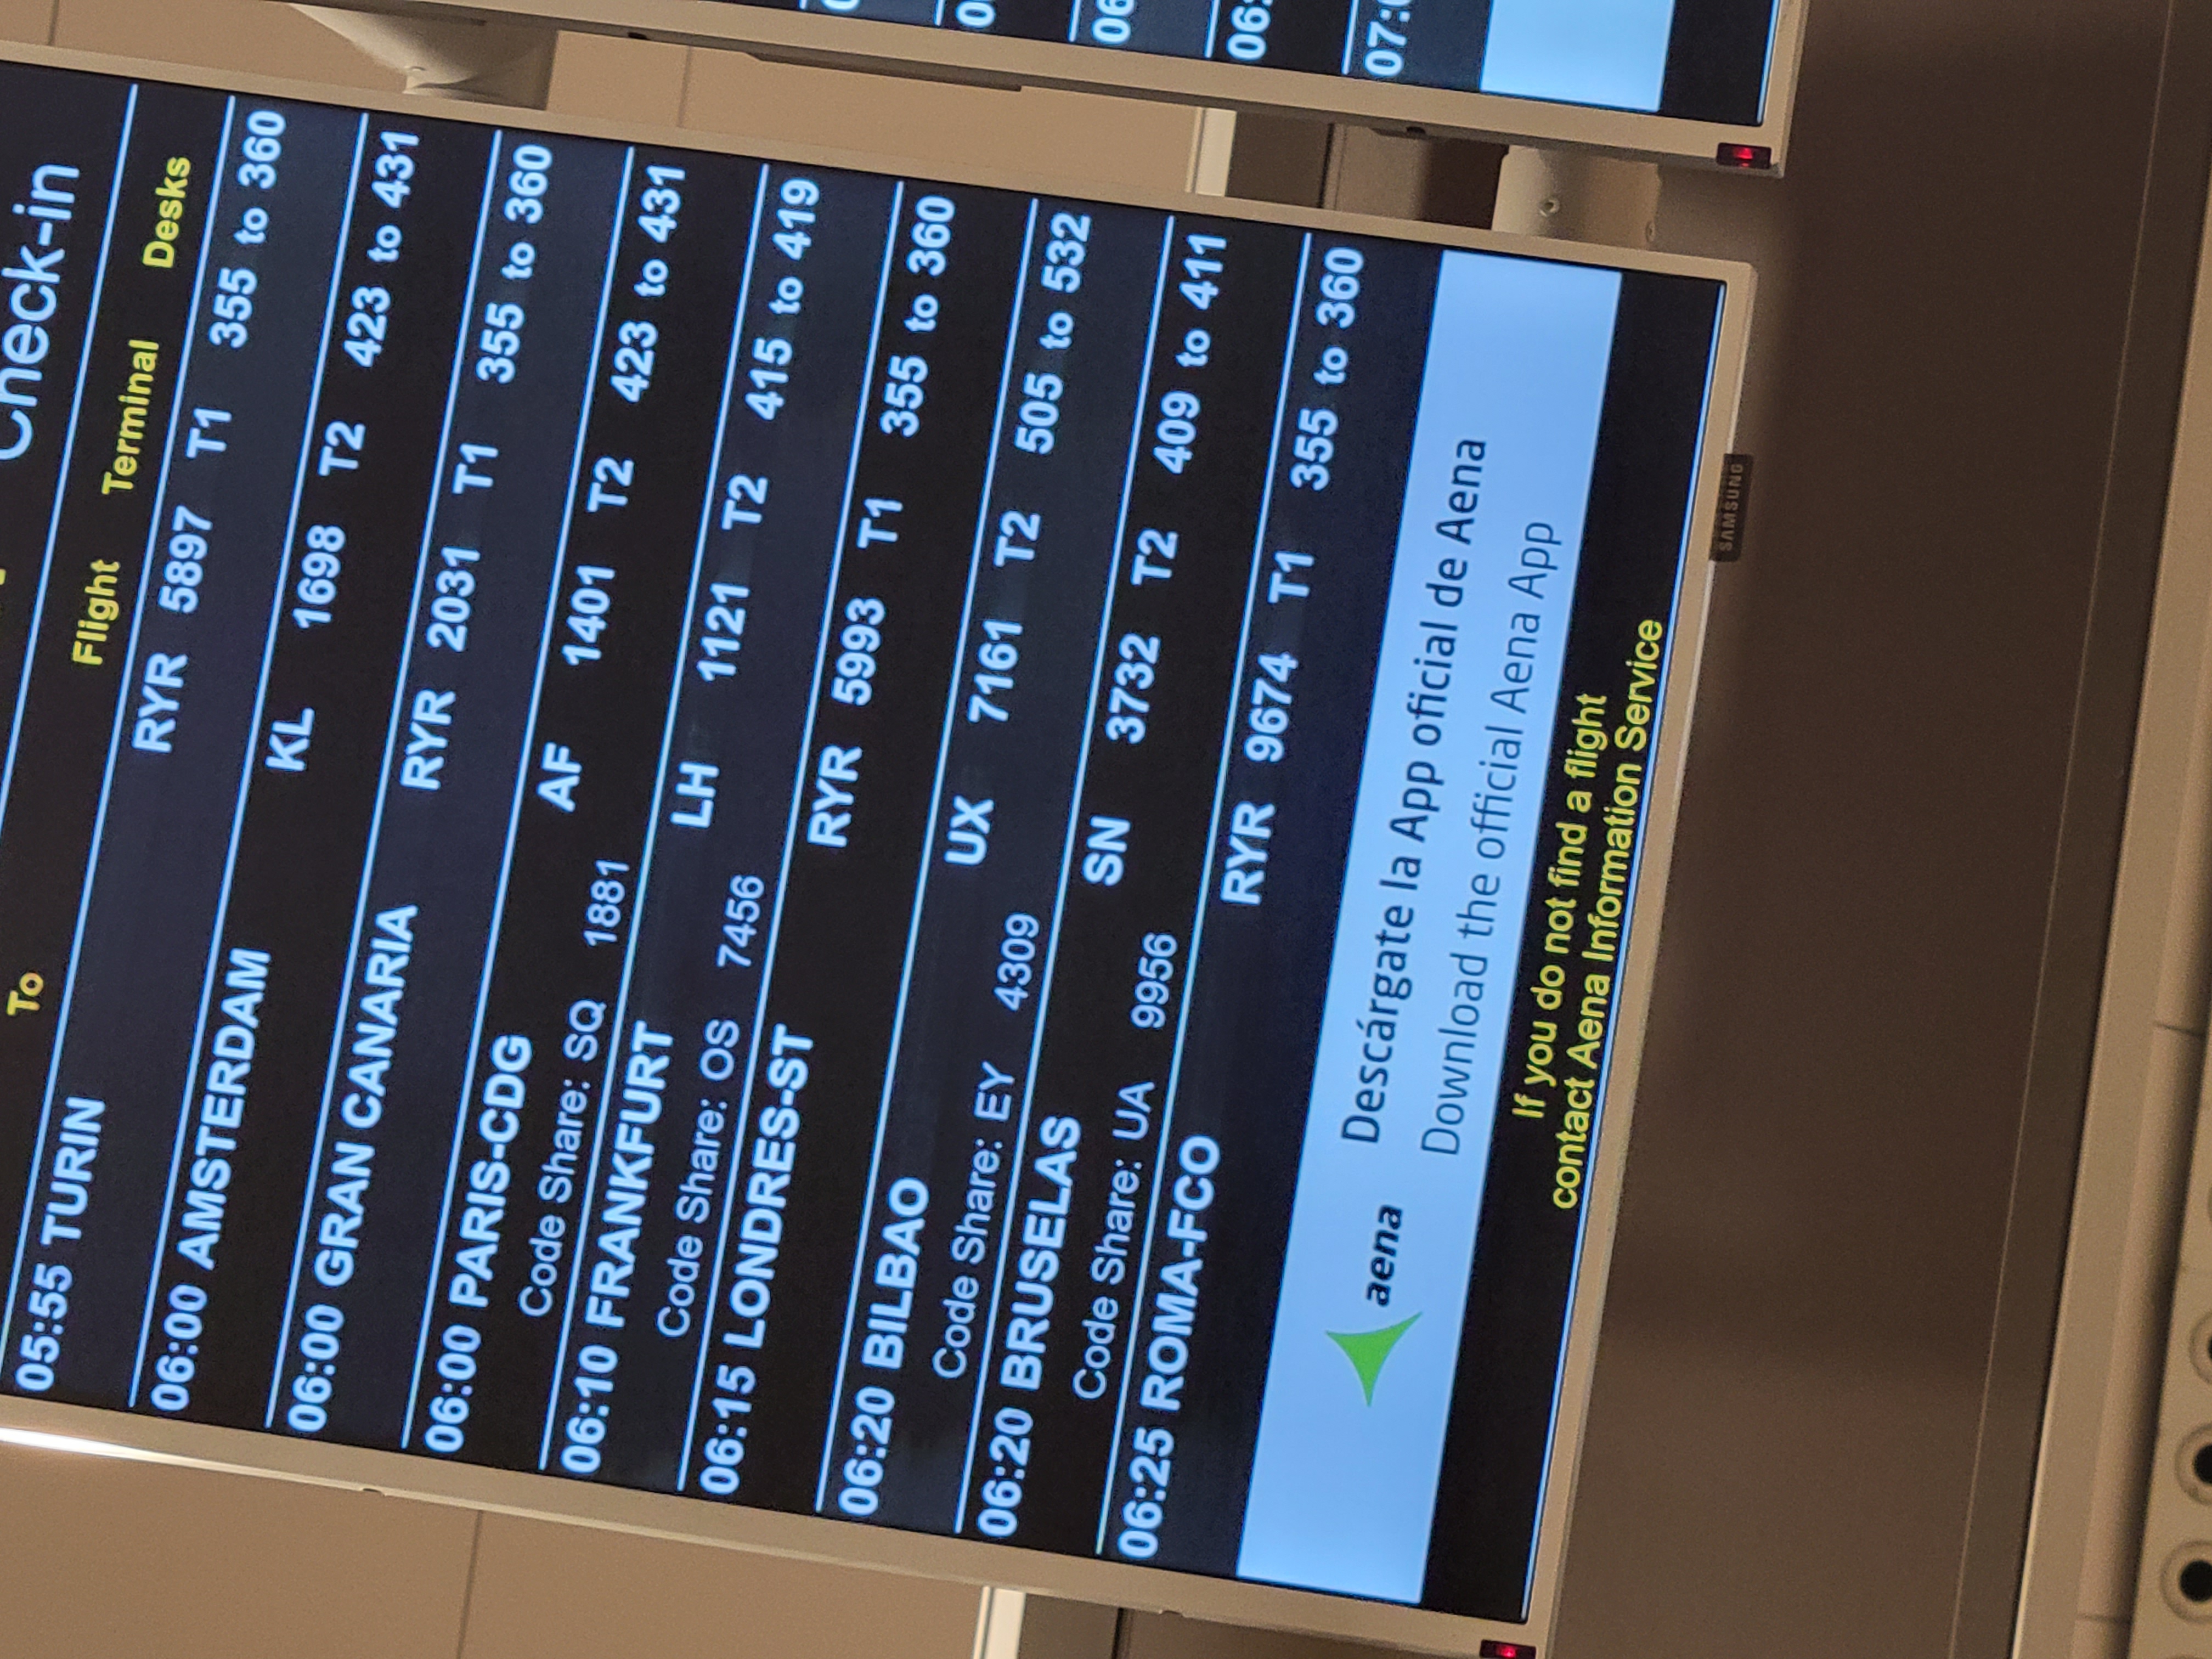 Check-in
To Flight Terminal Desks
05:55 TURIN RYR 5897 T1 355 to 360
06:00 AMSTERDAM KL 1698 T2 423 to 431
06:00 GRAN CANARIA RYR 2031 T1 355 to 360
06:00 PARIS-CDG AF 1401 T2 423 to 431
Code Share: SQ 1881
06:10 FRANKFURT LH 1121 T2 415 to 419
Code Share: OS 7456
06:15 LONDRES-ST RYR 5993 T1 355 to 360
06:20 BILBAO UX 7161 T2 505 to 532
Code Share: EY 4309
06:20 BRUSELAS SN 3732 T2 409 to 411
Code Share: UA 9956
06:25 ROMA-FCO RYR 9674 T1 355 to 360
aena
Descárgate la App oficial de Aena
Download the official Aena App
If you do not find a flight
contact Aena Information Service
SAMSUNG